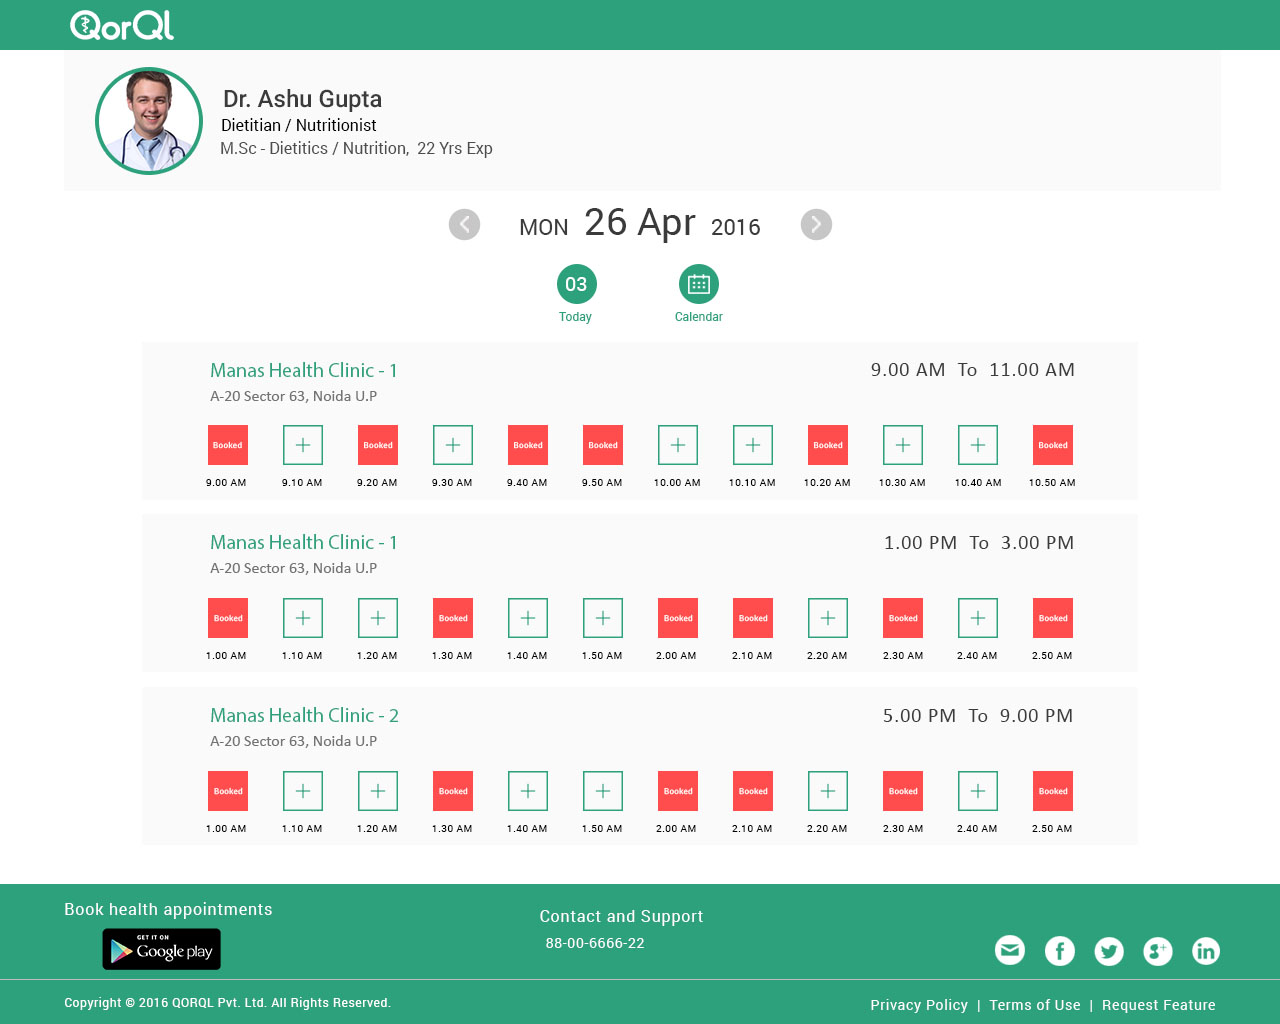 QorQl
Dr. Ashu Gupta
Dietitian / Nutritionist
M.Sc - Dietitics / Nutrition, 22 Yrs Exp
MON 26 Apr 2016
03
Today Calendar
Manas Health Clinic - 1 9.00 AM To 11.00 AM
A-20 Sector 63, Noida U.P
Booked Booked Booked Booked Booked Booked
9.00 AM 9.10 AM 9.20 AM 9.30 AM 9.40 AM 9.50 AM 10.00 AM 10.10 AM 10.20 AM 10.30 AM 10.40 AM 10.50 AM
Manas Health Clinic - 1 1.00 PM To 3.00 PM
A-20 Sector 63, Noida U.P
Booked Booked Booked Booked Booked Booked
1.00 AM 1.10 AM 1.20 AM 1.30 AM 1.40 AM 1.50 AM 2.00 AM 2.10 AM 2.20 AM 2.30 AM 2.40 AM 2.50 AM
Manas Health Clinic - 2 5.00 PM To 9.00 PM
A-20 Sector 63, Noida U.P
Booked Booked Booked Booked Booked Booked
1.00 AM 1.10 AM 1.20 AM 1.30 AM 1.40 AM 1.50 AM 2.00 AM 2.10 AM 2.20 AM 2.30 AM 2.40 AM 2.50 AM
Book health appointments
GET IT ON
Google play
Contact and Support
88-00-6666-22
Copyright © 2016 QORQL Pvt. Ltd. All Rights Reserved.
Privacy Policy | Terms of Use | Request Feature